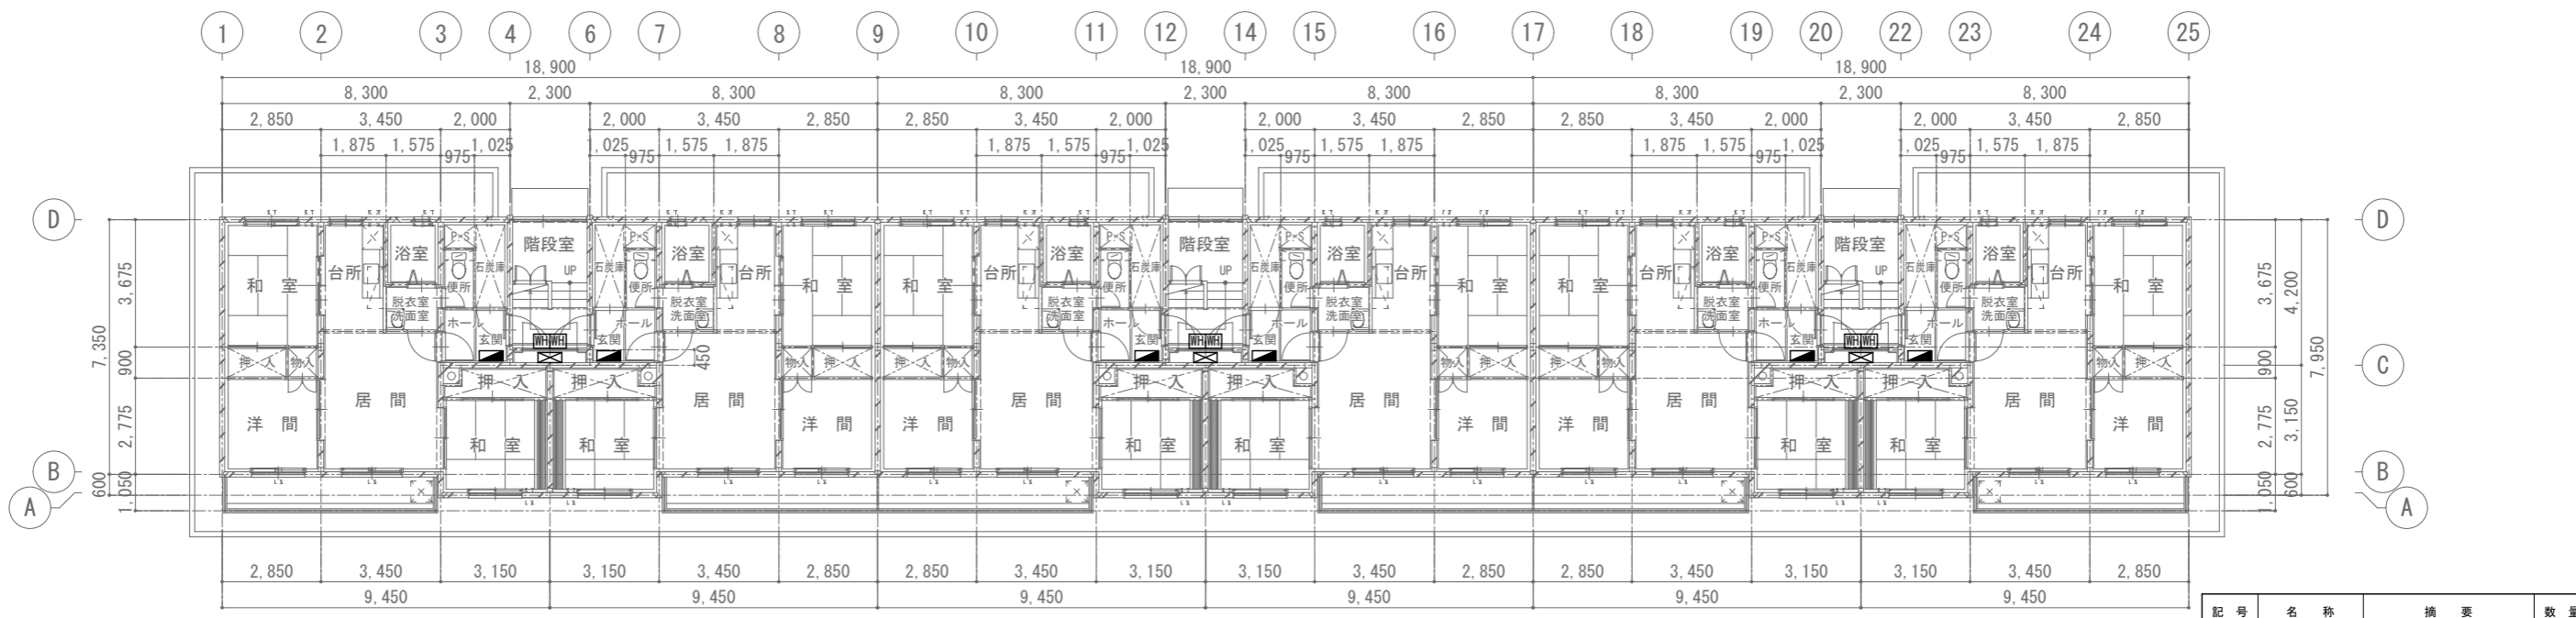 1 2 3 4 6 7 8 9 10 11 12 14 15 16 17 18 19 20 22 23 24 25
18,900 18,900 18,900
8,300 2,300 8,300 8,300 2,300 8,300 8,300 2,300 8,300
2,850 3,450 2,000 2,000 3,450 2,850 2,850 3,450 2,000 2,000 3,450 2,850 2,850 3,450 2,000 2,000 3,450 2,850
1,875 1,575 975 1,025 1,025 975 1,575 1,875 1,875 1,575 975 1,025 1,025 975 1,575 1,875 1,875 1,575 975 1,025 1,025 975 1,575 1,875
D D
浴室 P・S 階段室 P・S 浴室 浴室 P・S 階段室 P・S 浴室 浴室 P・S 階段室 P・S 浴室
和 室 台所 石炭庫 UP 石炭庫 台所 和 室 和 室 台所 石炭庫 UP 石炭庫 台所 和 室 和 室 台所 石炭庫 UP 石炭庫 台所 和 室
便所 便所 便所 便所 便所 便所
脱衣室 脱衣室 脱衣室 脱衣室 脱衣室 脱衣室
洗面室 ホール ホール 洗面室 洗面室 ホール ホール 洗面室 洗面室 ホール ホール 洗面室
玄関 WH WH 玄関 玄関 WH WH 玄関 玄関 WH WH 玄関
押 入 物入 450 物入 押 入 押 入 物入 物入 押 入 押 入 物入 物入 押 入
押 入 押 入 押 入 押 入 押 入 押 入
居 間 居 間 居 間 居 間 居 間 居 間
洋 間 洋 間 洋 間 洋 間 洋 間 洋 間
和 室 和 室 和 室 和 室 和 室 和 室
3,675 900 2,775 1,050
7,350 600
3,675 900 2,775 1,050
4,200 3,150 600
7,950
C
B B
A A
2,850 3,450 3,150 3,150 3,450 2,850 2,850 3,450 3,150 3,150 3,450 2,850 2,850 3,450 3,150 3,150 3,450 2,850
9,450 9,450 9,450 9,450 9,450 9,450
記 号 名 称 摘 要 数 量